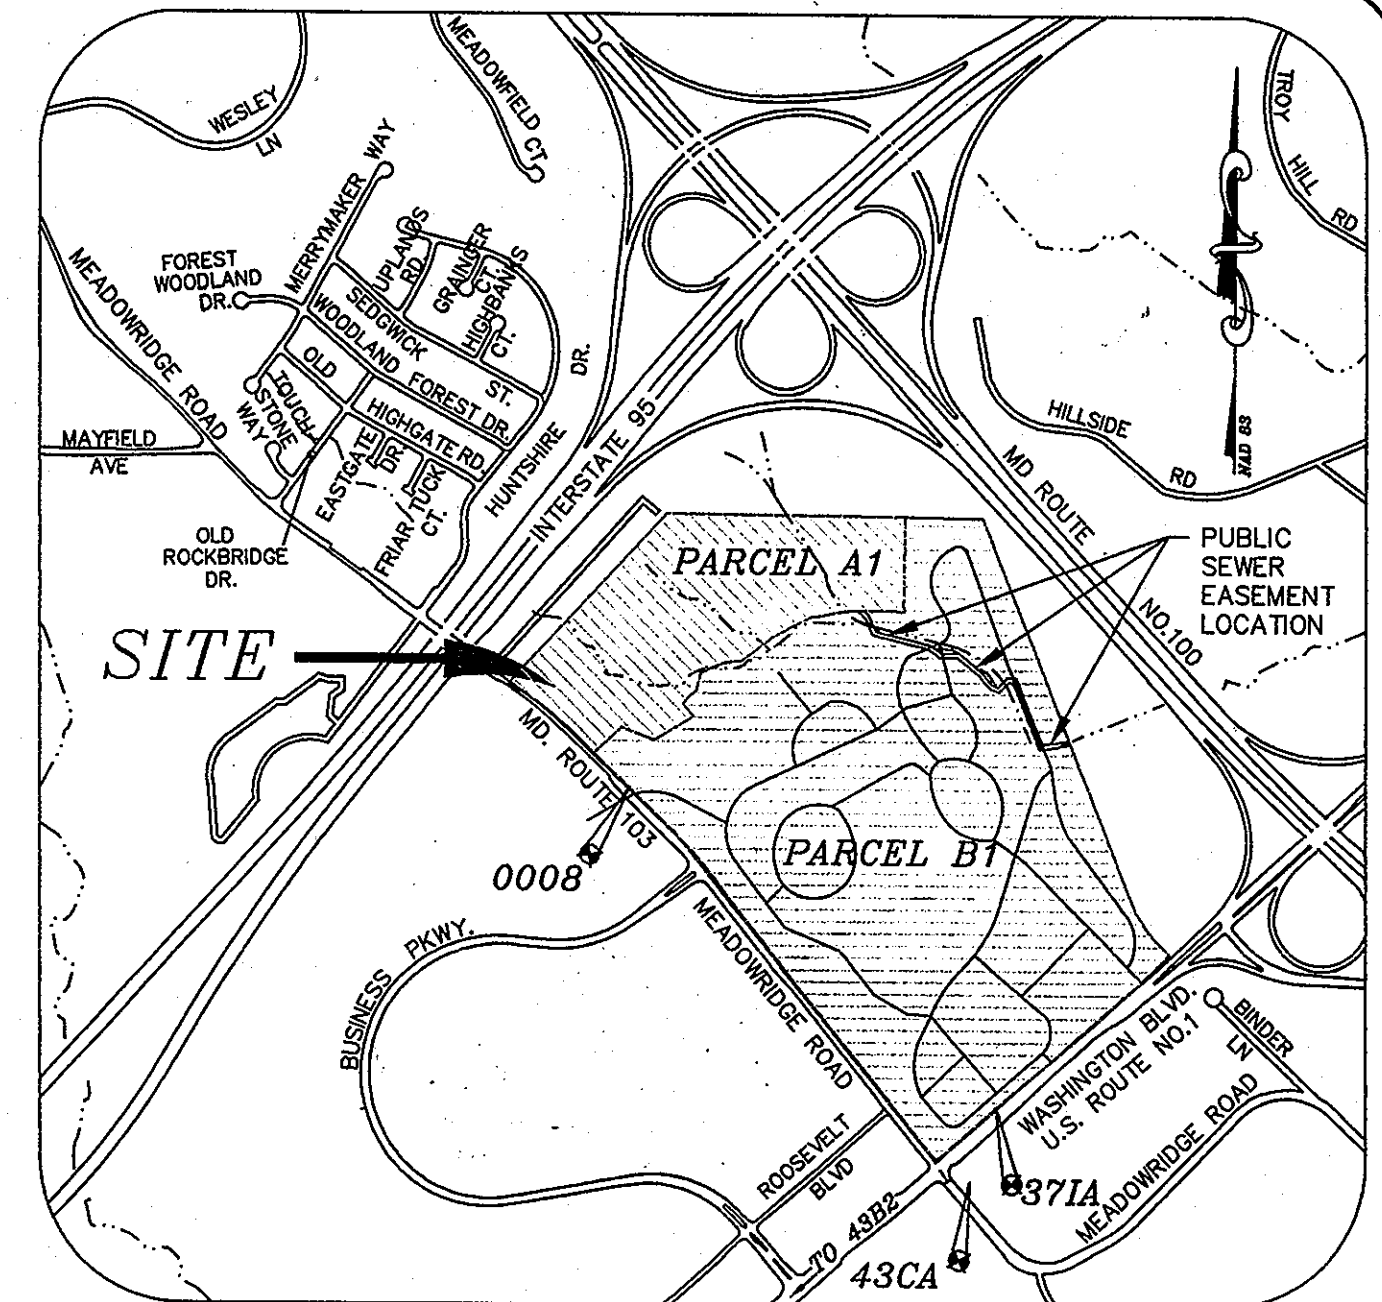 WESLEY
LN
MEADOWFIELD CT.
TROY
HILL
RD
MERRYMAKER WAY
UPLANDS
RD.
GRAINGER
CT.
HIGHBANKS
CT.
FOREST
WOODLAND
DR.
MEADOWRIDGE ROAD
SEDGWICK
ST.
WOODLAND FOREST DR.
OLD
HIGHGATE RD.
TOUCH
STONE
WAY
EASTGATE
DR.
FRIAR TUCK
CT.
HUNTSHIRE
DR.
INTERSTATE 95
MAYFIELD
AVE
OLD
ROCKBRIDGE
DR.
HILLSIDE
RD
NAD 83
MD ROUTE
NO.100
PUBLIC
SEWER
EASEMENT
LOCATION
PARCEL A1
SITE
MD. ROUTE 103
0008
PARCEL B1
BUSINESS
PKWY.
MEADOWRIDGE ROAD
WASHINGTON BLVD.
U.S. ROUTE NO.1
BINDER
LN
MEADOWRIDGE ROAD
ROOSEVELT
BLVD
TO 43B2
37IA
43CA